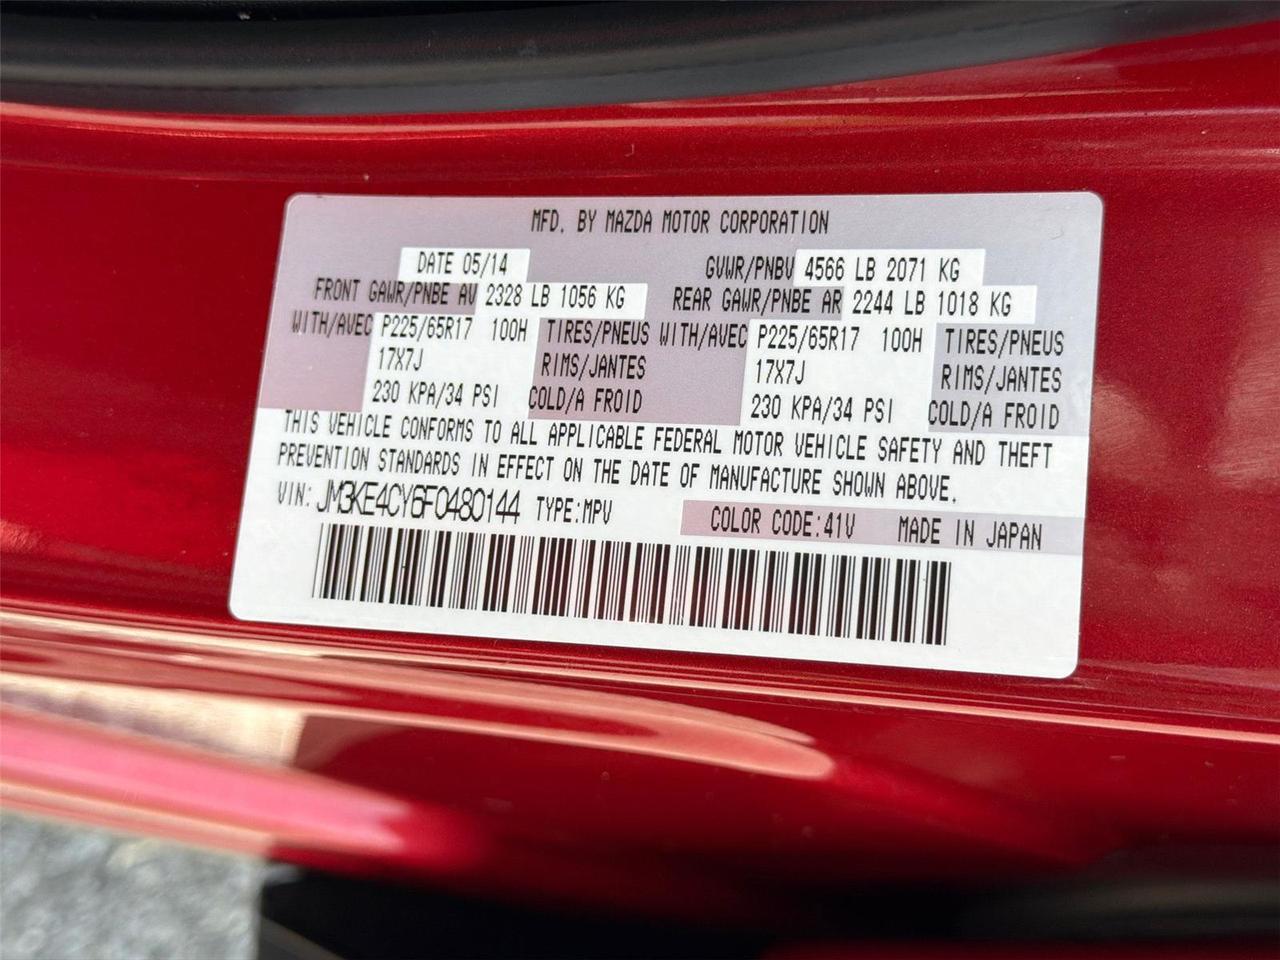 MFD. BY MAZDA MOTOR CORPORATION
DATE 05/14 GVWR/PNBV 4566 LB 2071 KG
FRONT GAWR/PNBE AV 2328 LB 1056 KG REAR GAWR/PNBE AR 2244 LB 1018 KG
WITH/AVEC P225/65R17 100H TIRES/PNEUS WITH/AVEC P225/65R17 100H TIRES/PNEUS
17X7J RIMS/JANTES 17X7J RIMS/JANTES
230 KPA/34 PSI COLD/A FROID 230 KPA/34 PSI COLD/A FROID
THIS VEHICLE CONFORMS TO ALL APPLICABLE FEDERAL MOTOR VEHICLE SAFETY AND THEFT
PREVENTION STANDARDS IN EFFECT ON THE DATE OF MANUFACTURE SHOWN ABOVE.
VIN: JM3KE4CY6F0480144 TYPE:MPV COLOR CODE:41V MADE IN JAPAN